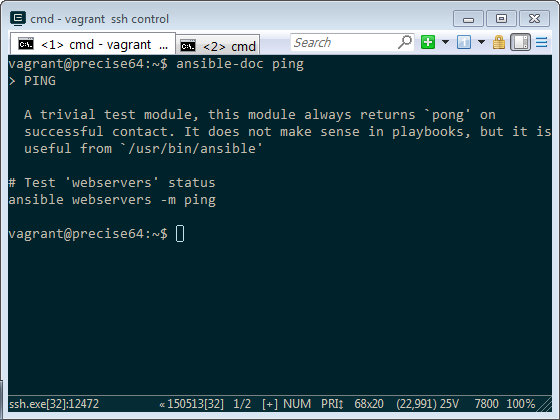 cmd - vagrant ssh control
<1> cmd - vagrant ... <2> cmd Search
vagrant@precise64:~$ ansible-doc ping
> PING
A trivial test module, this module always returns `pong' on
successful contact. It does not make sense in playbooks, but it is
useful from `/usr/bin/ansible'
# Test 'webservers' status
ansible webservers -m ping
vagrant@precise64:~$
ssh.exe[32]:12472 « 150513[32] 1/2 [+] NUM PRI↕ 68x20 (22,991) 25V 7800 100%